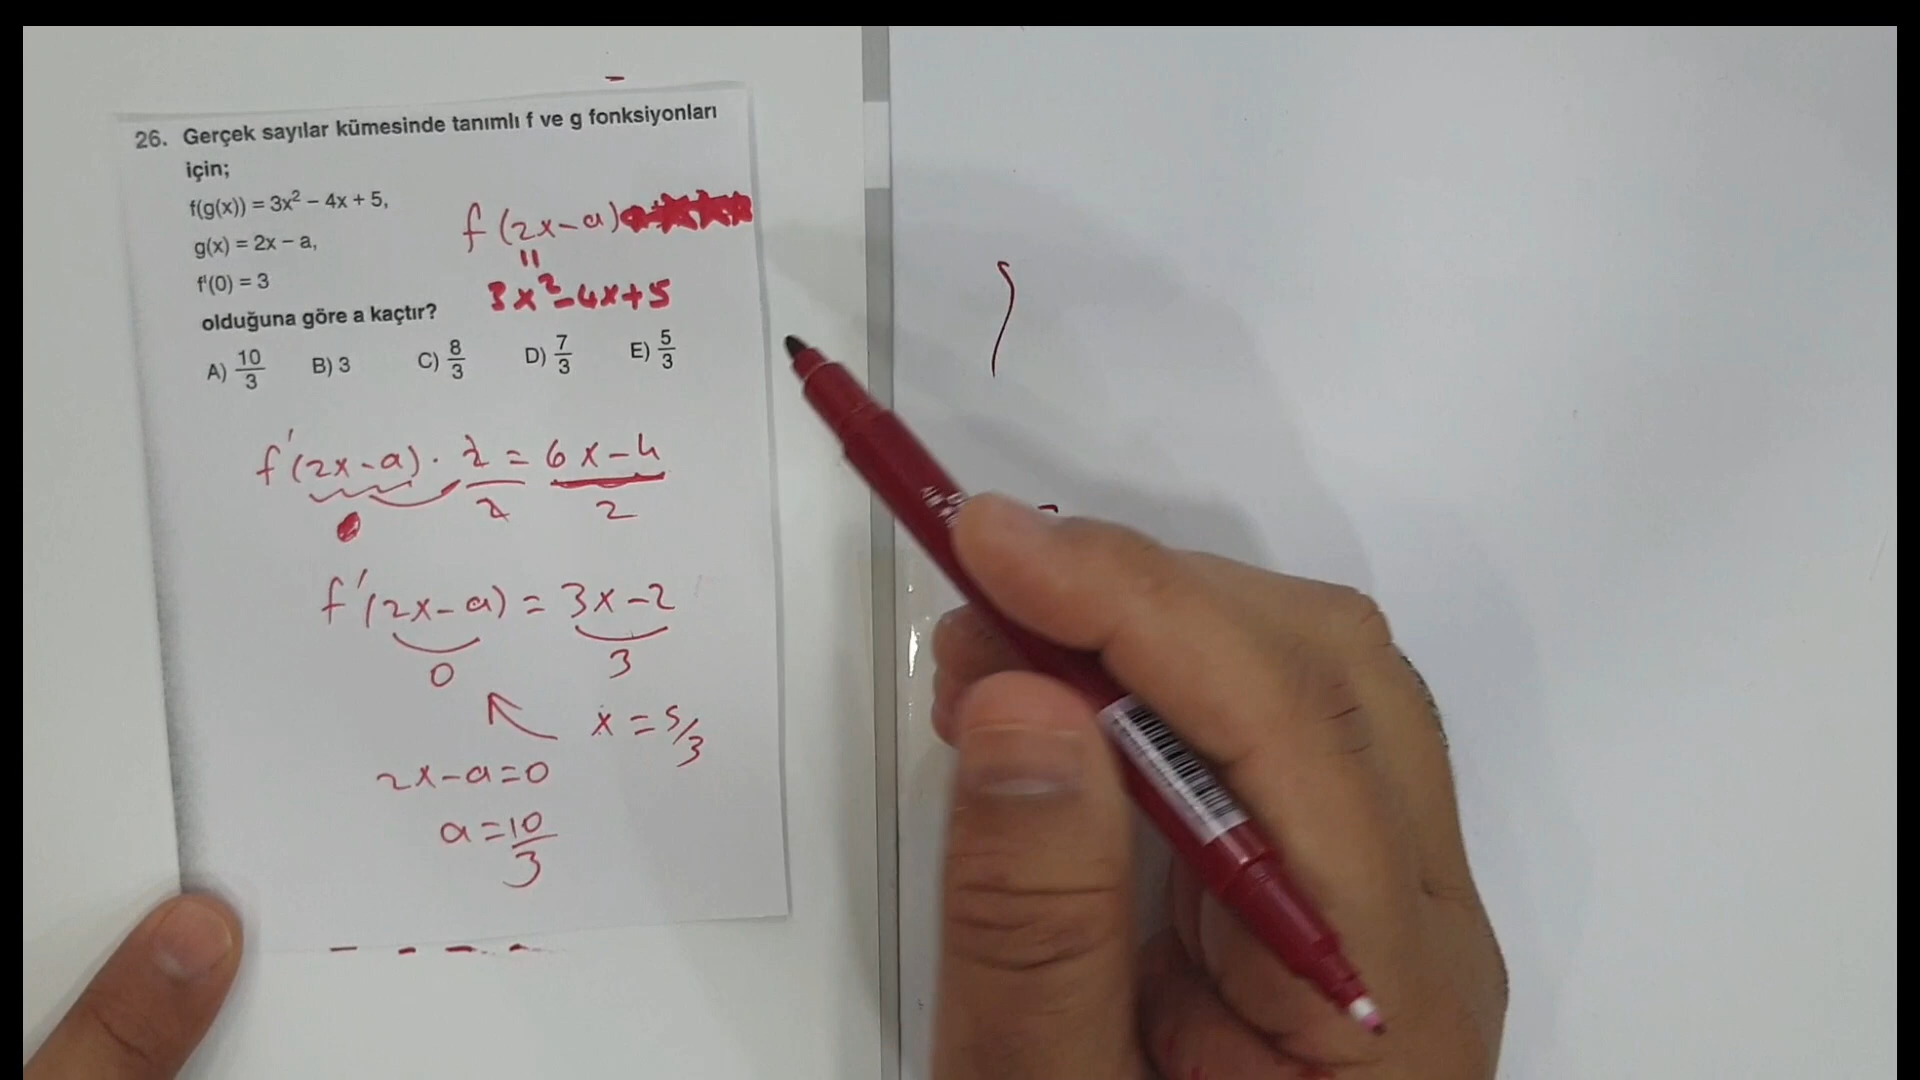 26. Gerçek sayılar kümesinde tanımlı f ve g fonksiyonları
için;
f(g(x)) = 3x² – 4x + 5,
g(x) = 2x – a,
f'(0) = 3
olduğuna göre a kaçtır?
A) 10/3 B) 3 C) 8/3 D) 7/3 E) 5/3
f(2x-a)
=
3x²-4x+5
f'(2x-a) · 2/2 = 6x-4/2
f'(2x-a) = 3x-2
0 3
x = 5/3
2x-a=0
a = 10/3